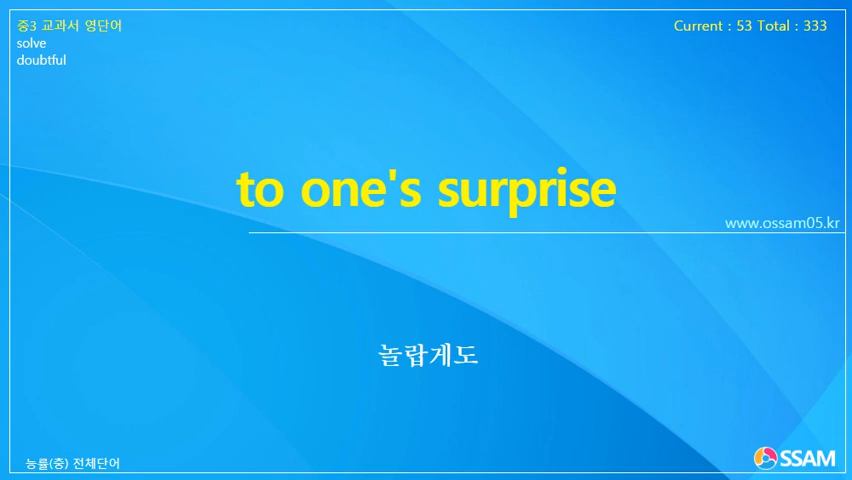 중3 교과서 영단어
Current : 53 Total : 333
solve
doubtful
to one's surprise
www.ossam05.kr
놀랍게도
능률(중) 전체단어
OSSAM